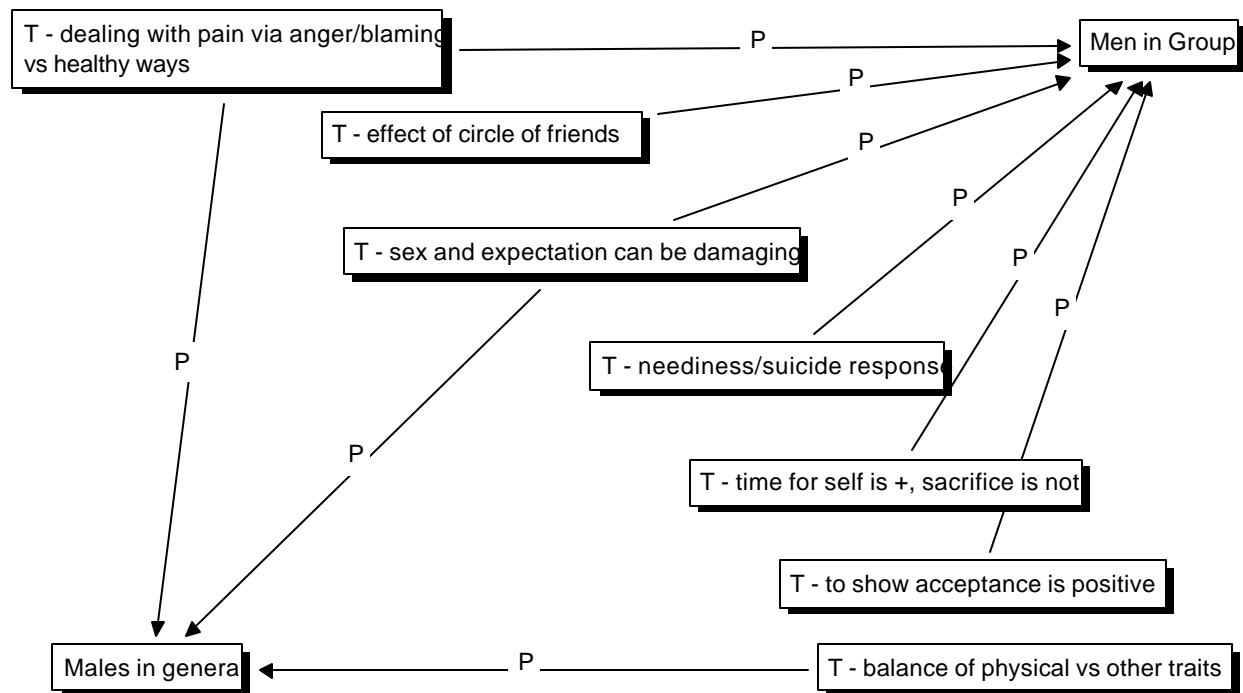 T - dealing with pain via anger/blaming
vs healthy ways
P
Men in Group
P
T - effect of circle of friends
P
P
T - sex and expectation can be damaging
P
P
T - neediness/suicide response
P
P
T - time for self is +, sacrifice is not
T - to show acceptance is positive
Males in genera
P
T - balance of physical vs other traits